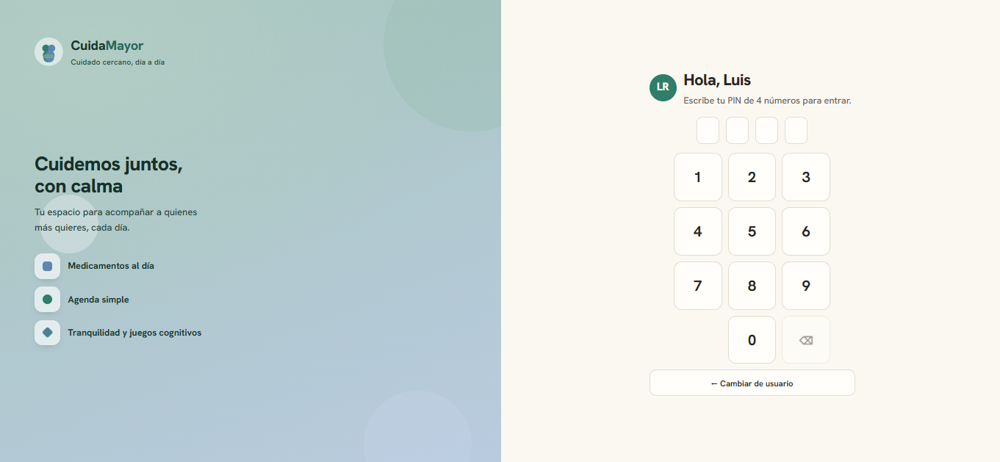 CuidaMayor
Cuidado cercano, día a día
Cuidemos juntos,
con calma
Tu espacio para acompañar a quienes
más quieres, cada día.
Medicamentos al día
Agenda simple
Tranquilidad y juegos cognitivos
LR
Hola, Luis
Escribe tu PIN de 4 números para entrar.
1 2 3
4 5 6
7 8 9
0 ⌫
← Cambiar de usuario